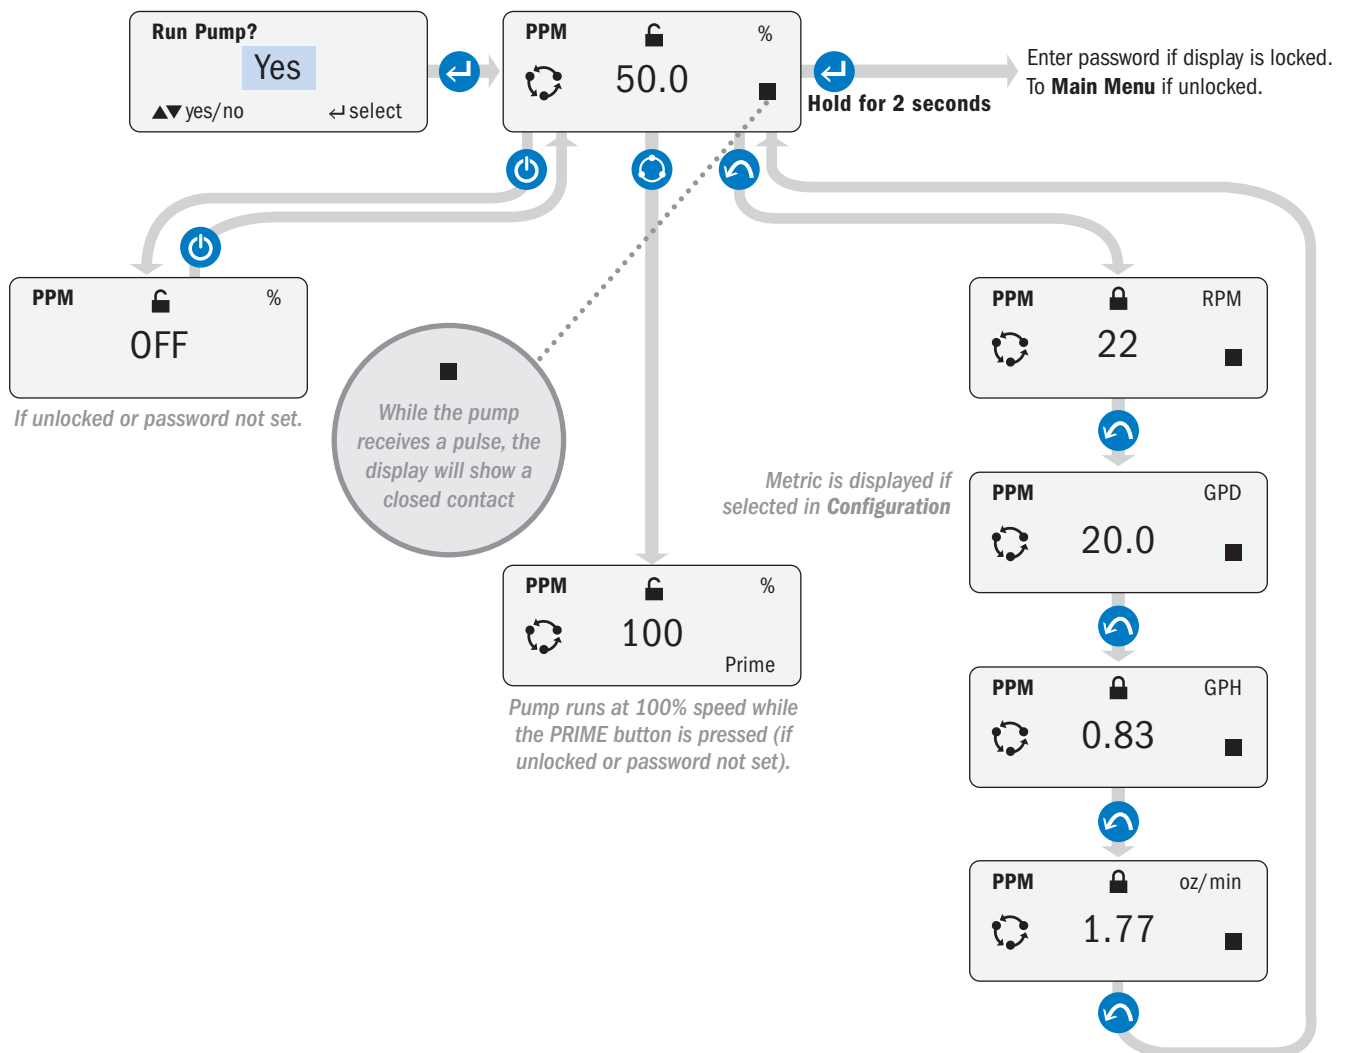 Run Pump?
Yes
▲▼ yes/no ↵ select
PPM %
50.0
Hold for 2 seconds
Enter password if display is locked.
To Main Menu if unlocked.
PPM %
OFF
If unlocked or password not set.
While the pump
receives a pulse, the
display will show a
closed contact
PPM %
100
Prime
Pump runs at 100% speed while
the PRIME button is pressed (if
unlocked or password not set).
PPM RPM
22
Metric is displayed if
selected in Configuration
PPM GPD
20.0
PPM GPH
0.83
PPM oz/min
1.77